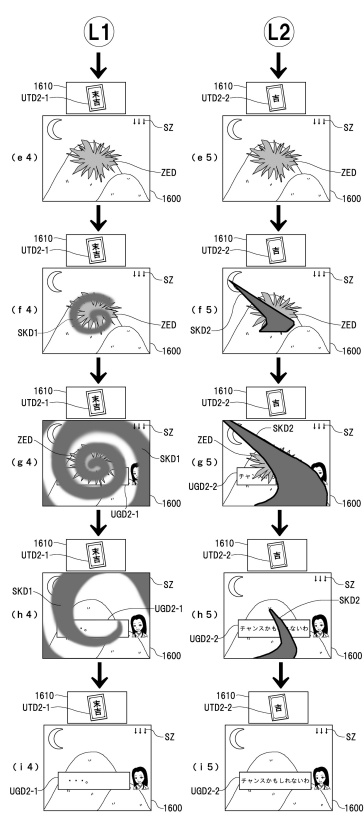 L1
L2
1610
UTD2-1
末吉
SZ
(e4)
ZED
1600
1610
UTD2-2
吉
SZ
(e5)
ZED
1600
1610
UTD2-1
末吉
SZ
(f4)
SKD1
ZED
1600
1610
UTD2-2
吉
SZ
(f5)
SKD2
ZED
1600
1610
UTD2-1
末吉
SZ
ZED
SKD1
(g4)
1600
UGD2-1
1610
UTD2-2
吉
SKD2
SZ
ZED
(g5)
UGD2-2
チャン
1600
1610
UTD2-1
末吉
SZ
SKD1
(h4)
UGD2-1
1600
1610
UTD2-2
吉
SZ
SKD2
(h5)
UGD2-2
チャンスかも れないわ
1600
1610
UTD2-1
末吉
SZ
(i4)
UGD2-1
・・・。
1600
1610
UTD2-2
吉
SZ
(i5)
UGD2-2
チャンスかもしれないわ
1600